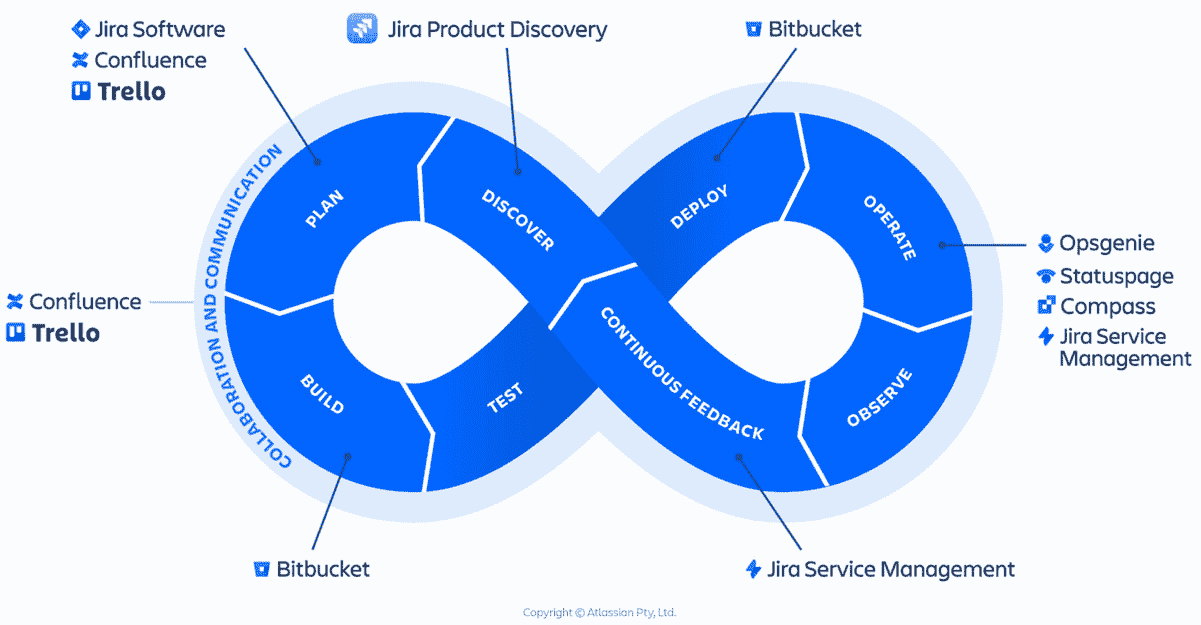 Jira Software
Confluence
Trello
Jira Product Discovery
Bitbucket
PLAN
DISCOVER
DEPLOY
OPERATE
COLLABORATION AND COMMUNICATION
Confluence
Trello
Opsgenie
Statuspage
Compass
Jira Service
Management
BUILD
TEST
CONTINUOUS FEEDBACK
OBSERVE
Bitbucket
Jira Service Management
Copyright © Atlassian Pty, Ltd.